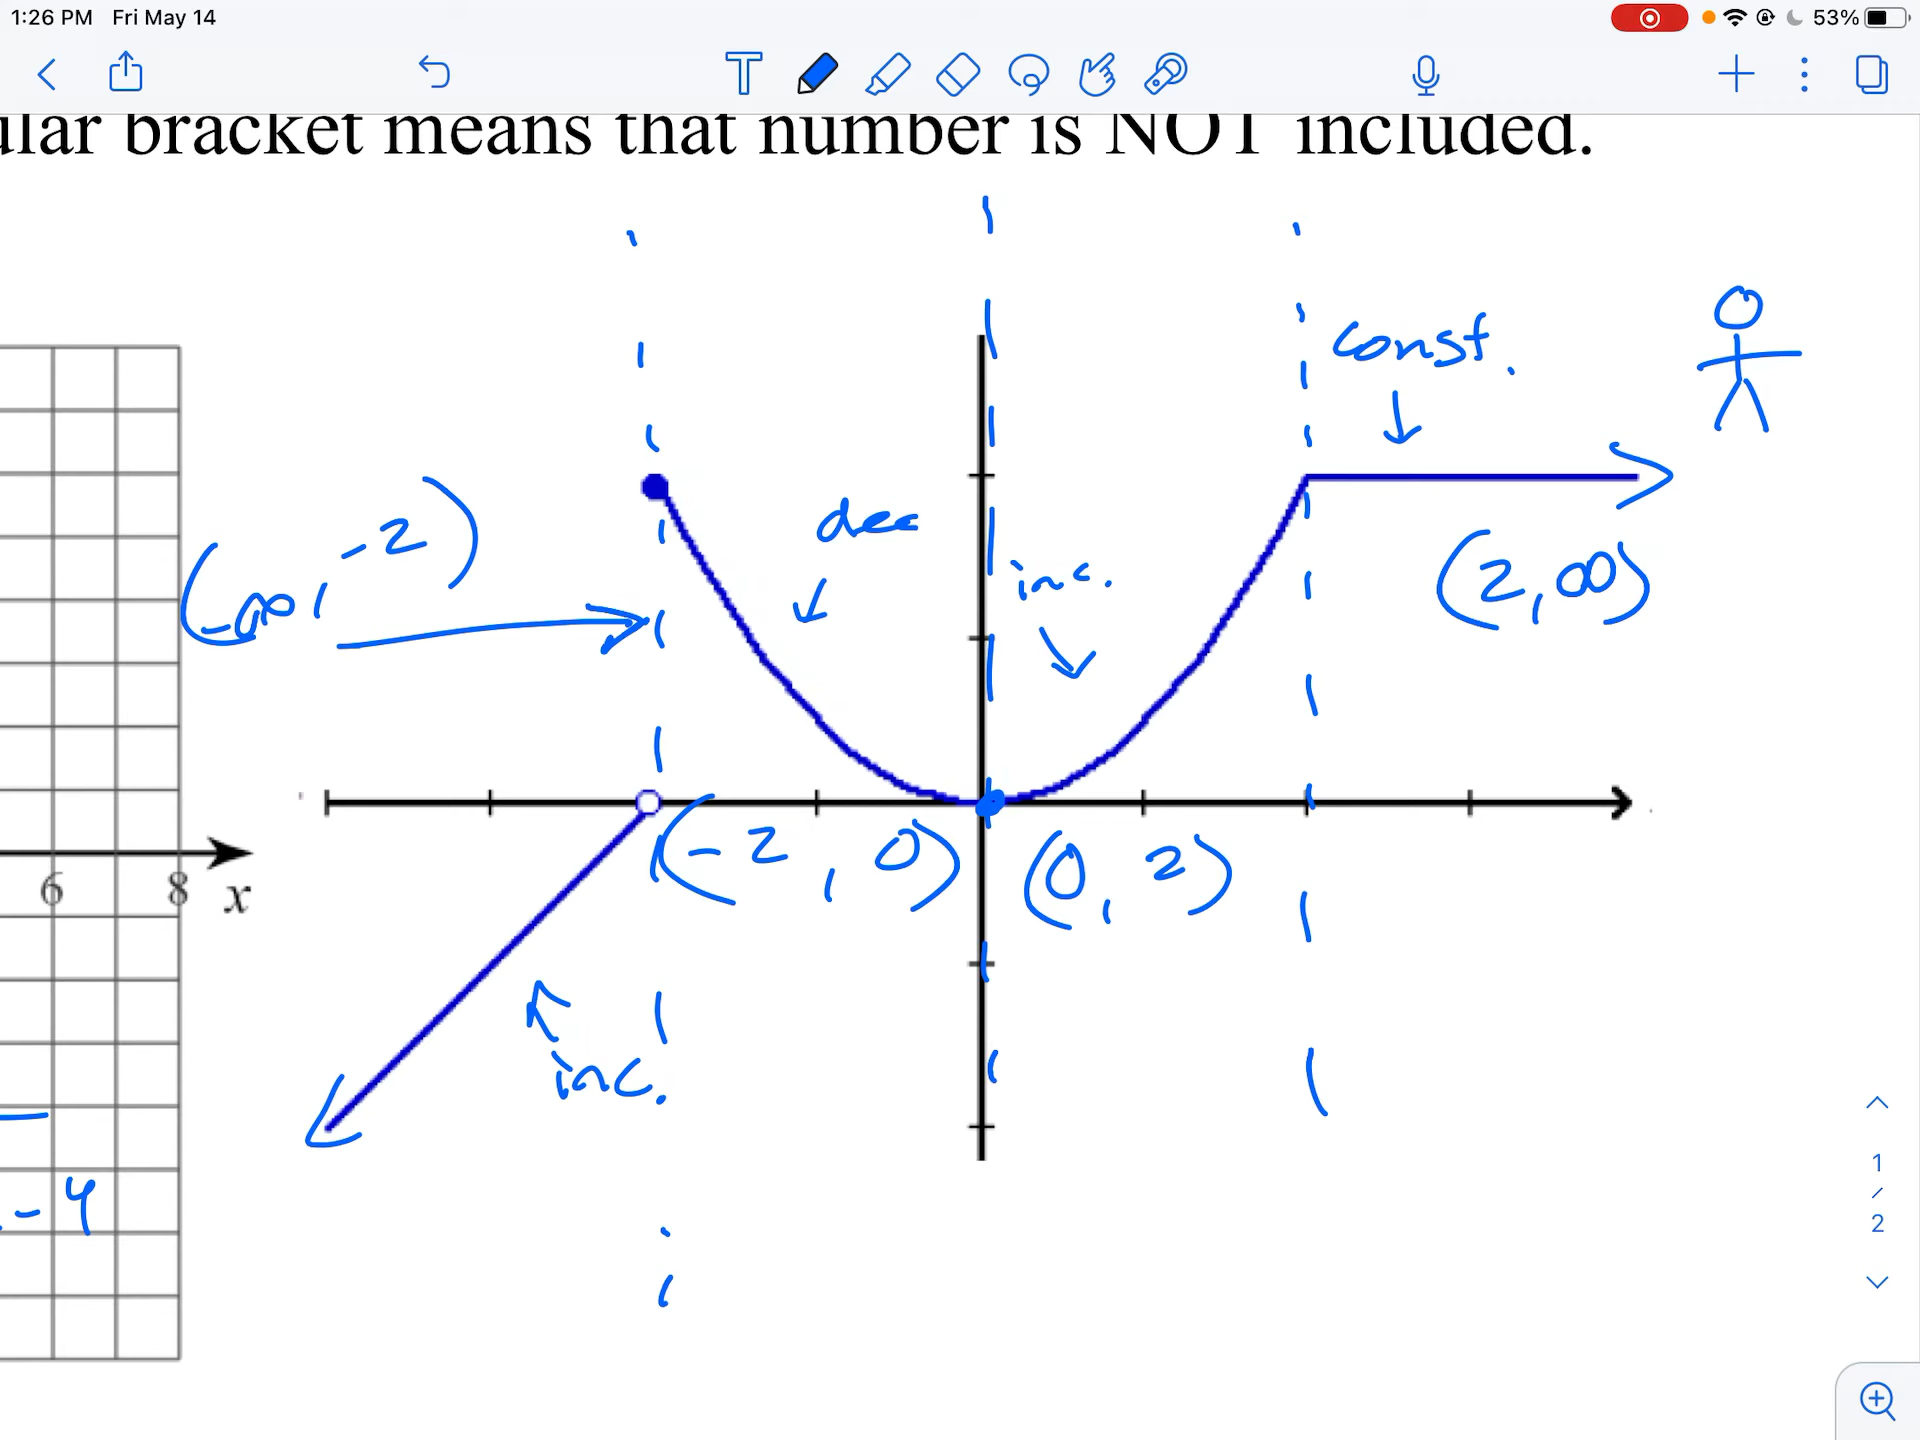 1:26 PM Fri May 14
53%
ular bracket means that number is NOT included.
const.
dec
(-∞, -2)
inc.
(2, ∞)
(-2, 0)
(0, 2)
6 8 x
inc.
-4
1
/
2